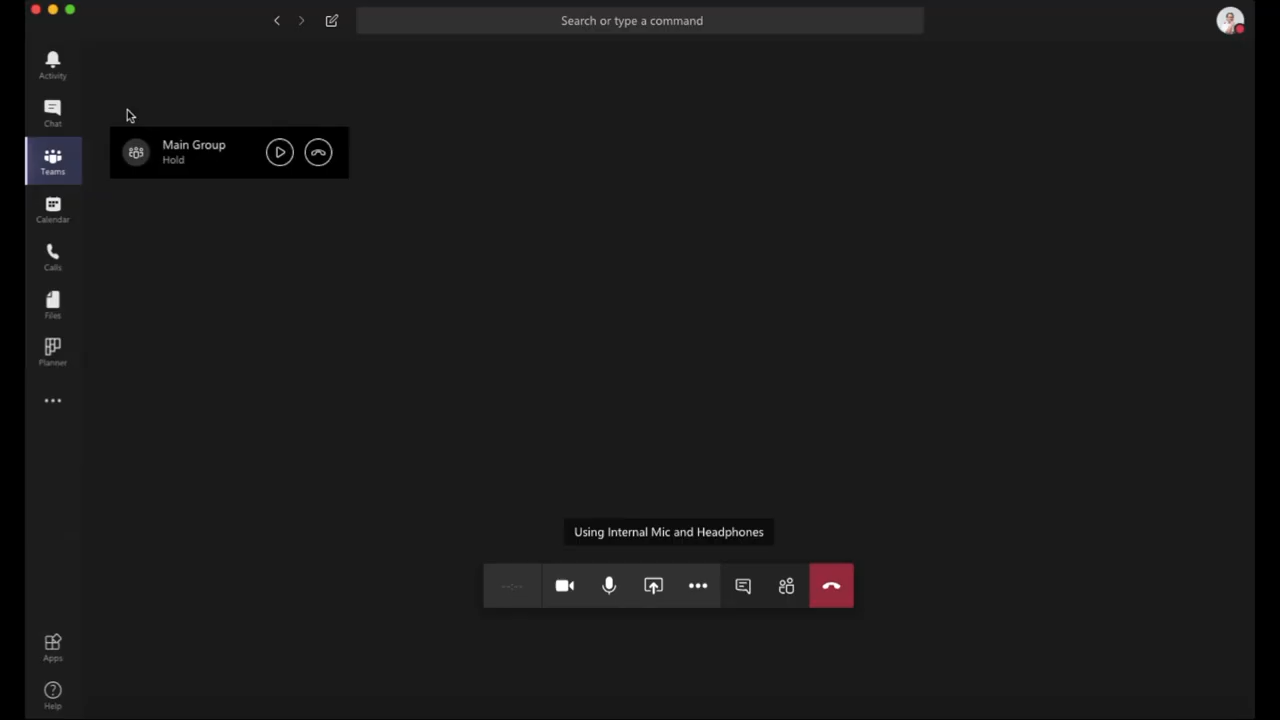 Search or type a command
Activity
Chat
Teams
Calendar
Calls
Files
Planner
Apps
Help
Main Group
Hold
Using Internal Mic and Headphones
--:--